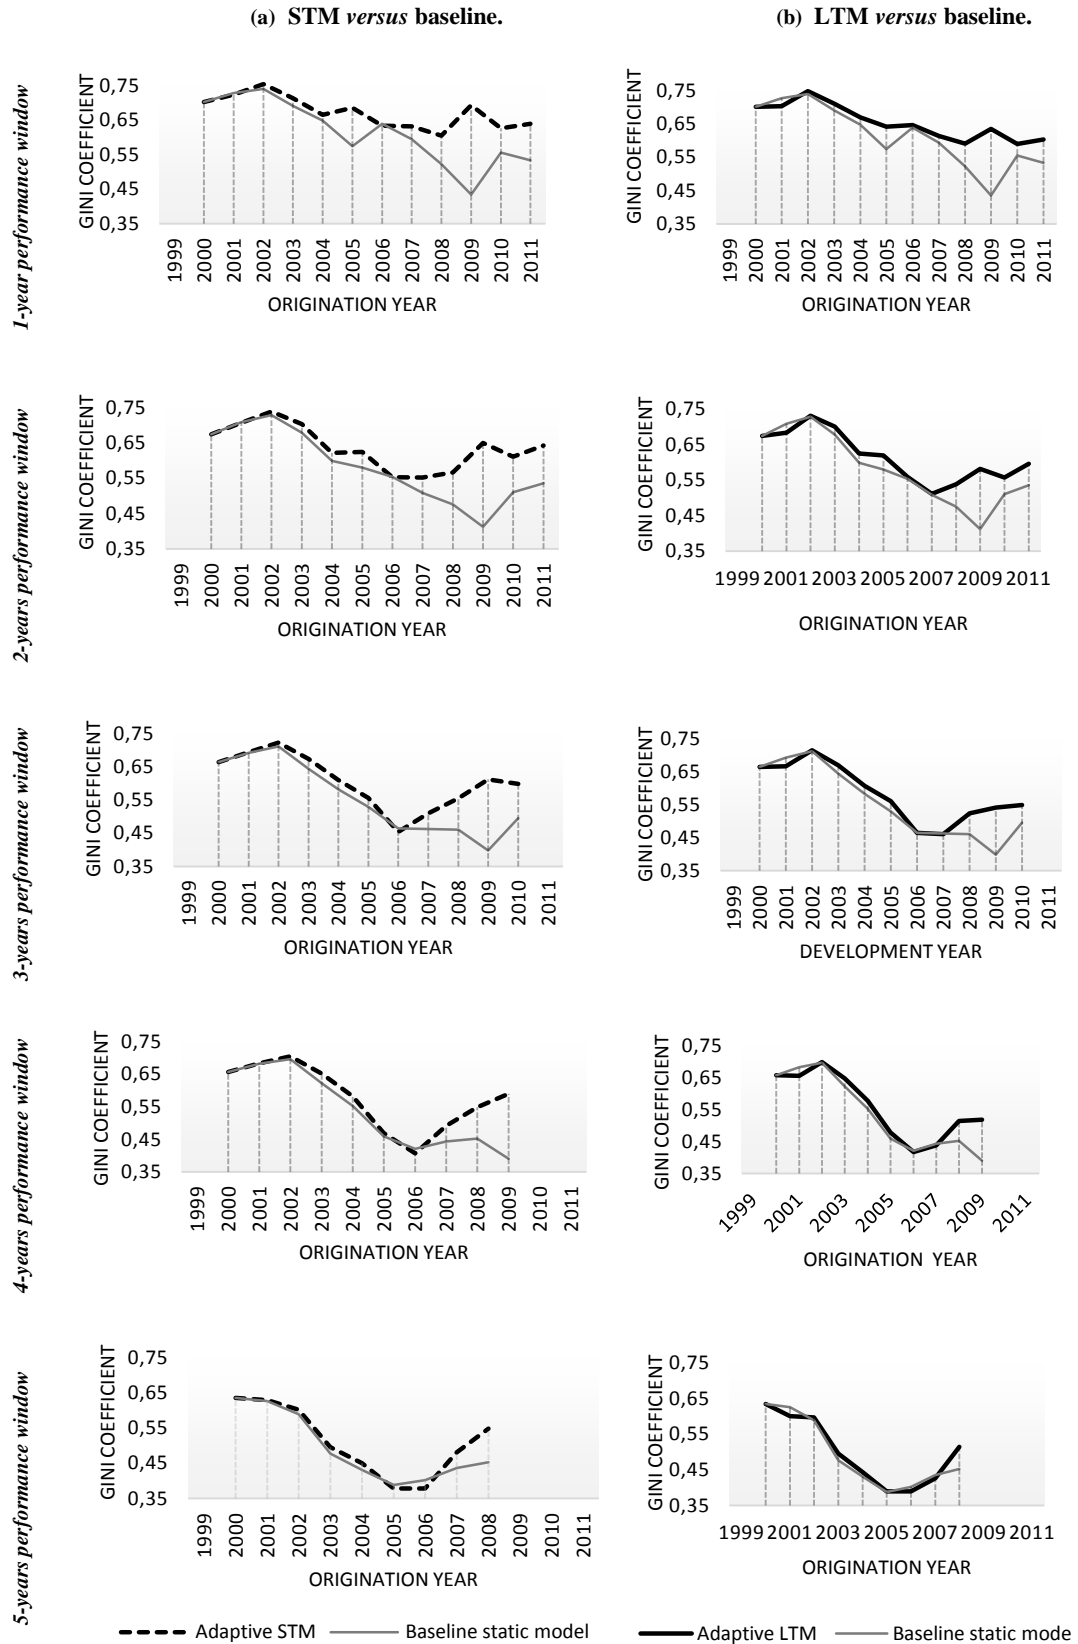 (a) STM versus baseline.
(b) LTM versus baseline.
1-year performance window
GINI COEFFICIENT
0,75
0,65
0,55
0,45
0,35
1999 2000 2001 2002 2003 2004 2005 2006 2007 2008 2009 2010 2011
ORIGINATION YEAR
GINI COEFFICIENT
0,75
0,65
0,55
0,45
0,35
1999 2000 2001 2002 2003 2004 2005 2006 2007 2008 2009 2010 2011
ORIGINATION YEAR
2-years performance window
GINI COEFFICIENT
0,75
0,65
0,55
0,45
0,35
1999 2000 2001 2002 2003 2004 2005 2006 2007 2008 2009 2010 2011
ORIGINATION YEAR
GINI COEFFICIENT
0,75
0,65
0,55
0,45
0,35
1999 2001 2003 2005 2007 2009 2011
ORIGINATION YEAR
3-years performance window
GINI COEFFICIENT
0,75
0,65
0,55
0,45
0,35
1999 2000 2001 2002 2003 2004 2005 2006 2007 2008 2009 2010 2011
ORIGINATION YEAR
GINI COEFFICIENT
0,75
0,65
0,55
0,45
0,35
1999 2000 2001 2002 2003 2004 2005 2006 2007 2008 2009 2010 2011
DEVELOPMENT YEAR
4-years performance window
GINI COEFFICIENT
0,75
0,65
0,55
0,45
0,35
1999 2000 2001 2002 2003 2004 2005 2006 2007 2008 2009 2010 2011
ORIGINATION YEAR
GINI COEFFICIENT
0,75
0,65
0,55
0,45
0,35
1999 2001 2003 2005 2007 2009 2011
ORIGINATION YEAR
5-years performance window
GINI COEFFICIENT
0,75
0,65
0,55
0,45
0,35
1999 2000 2001 2002 2003 2004 2005 2006 2007 2008 2009 2010 2011
ORIGINATION YEAR
GINI COEFFICIENT
0,75
0,65
0,55
0,45
0,35
1999 2001 2003 2005 2007 2009 2011
ORIGINATION YEAR
Adaptive STM
Baseline static model
Adaptive LTM
Baseline static mode